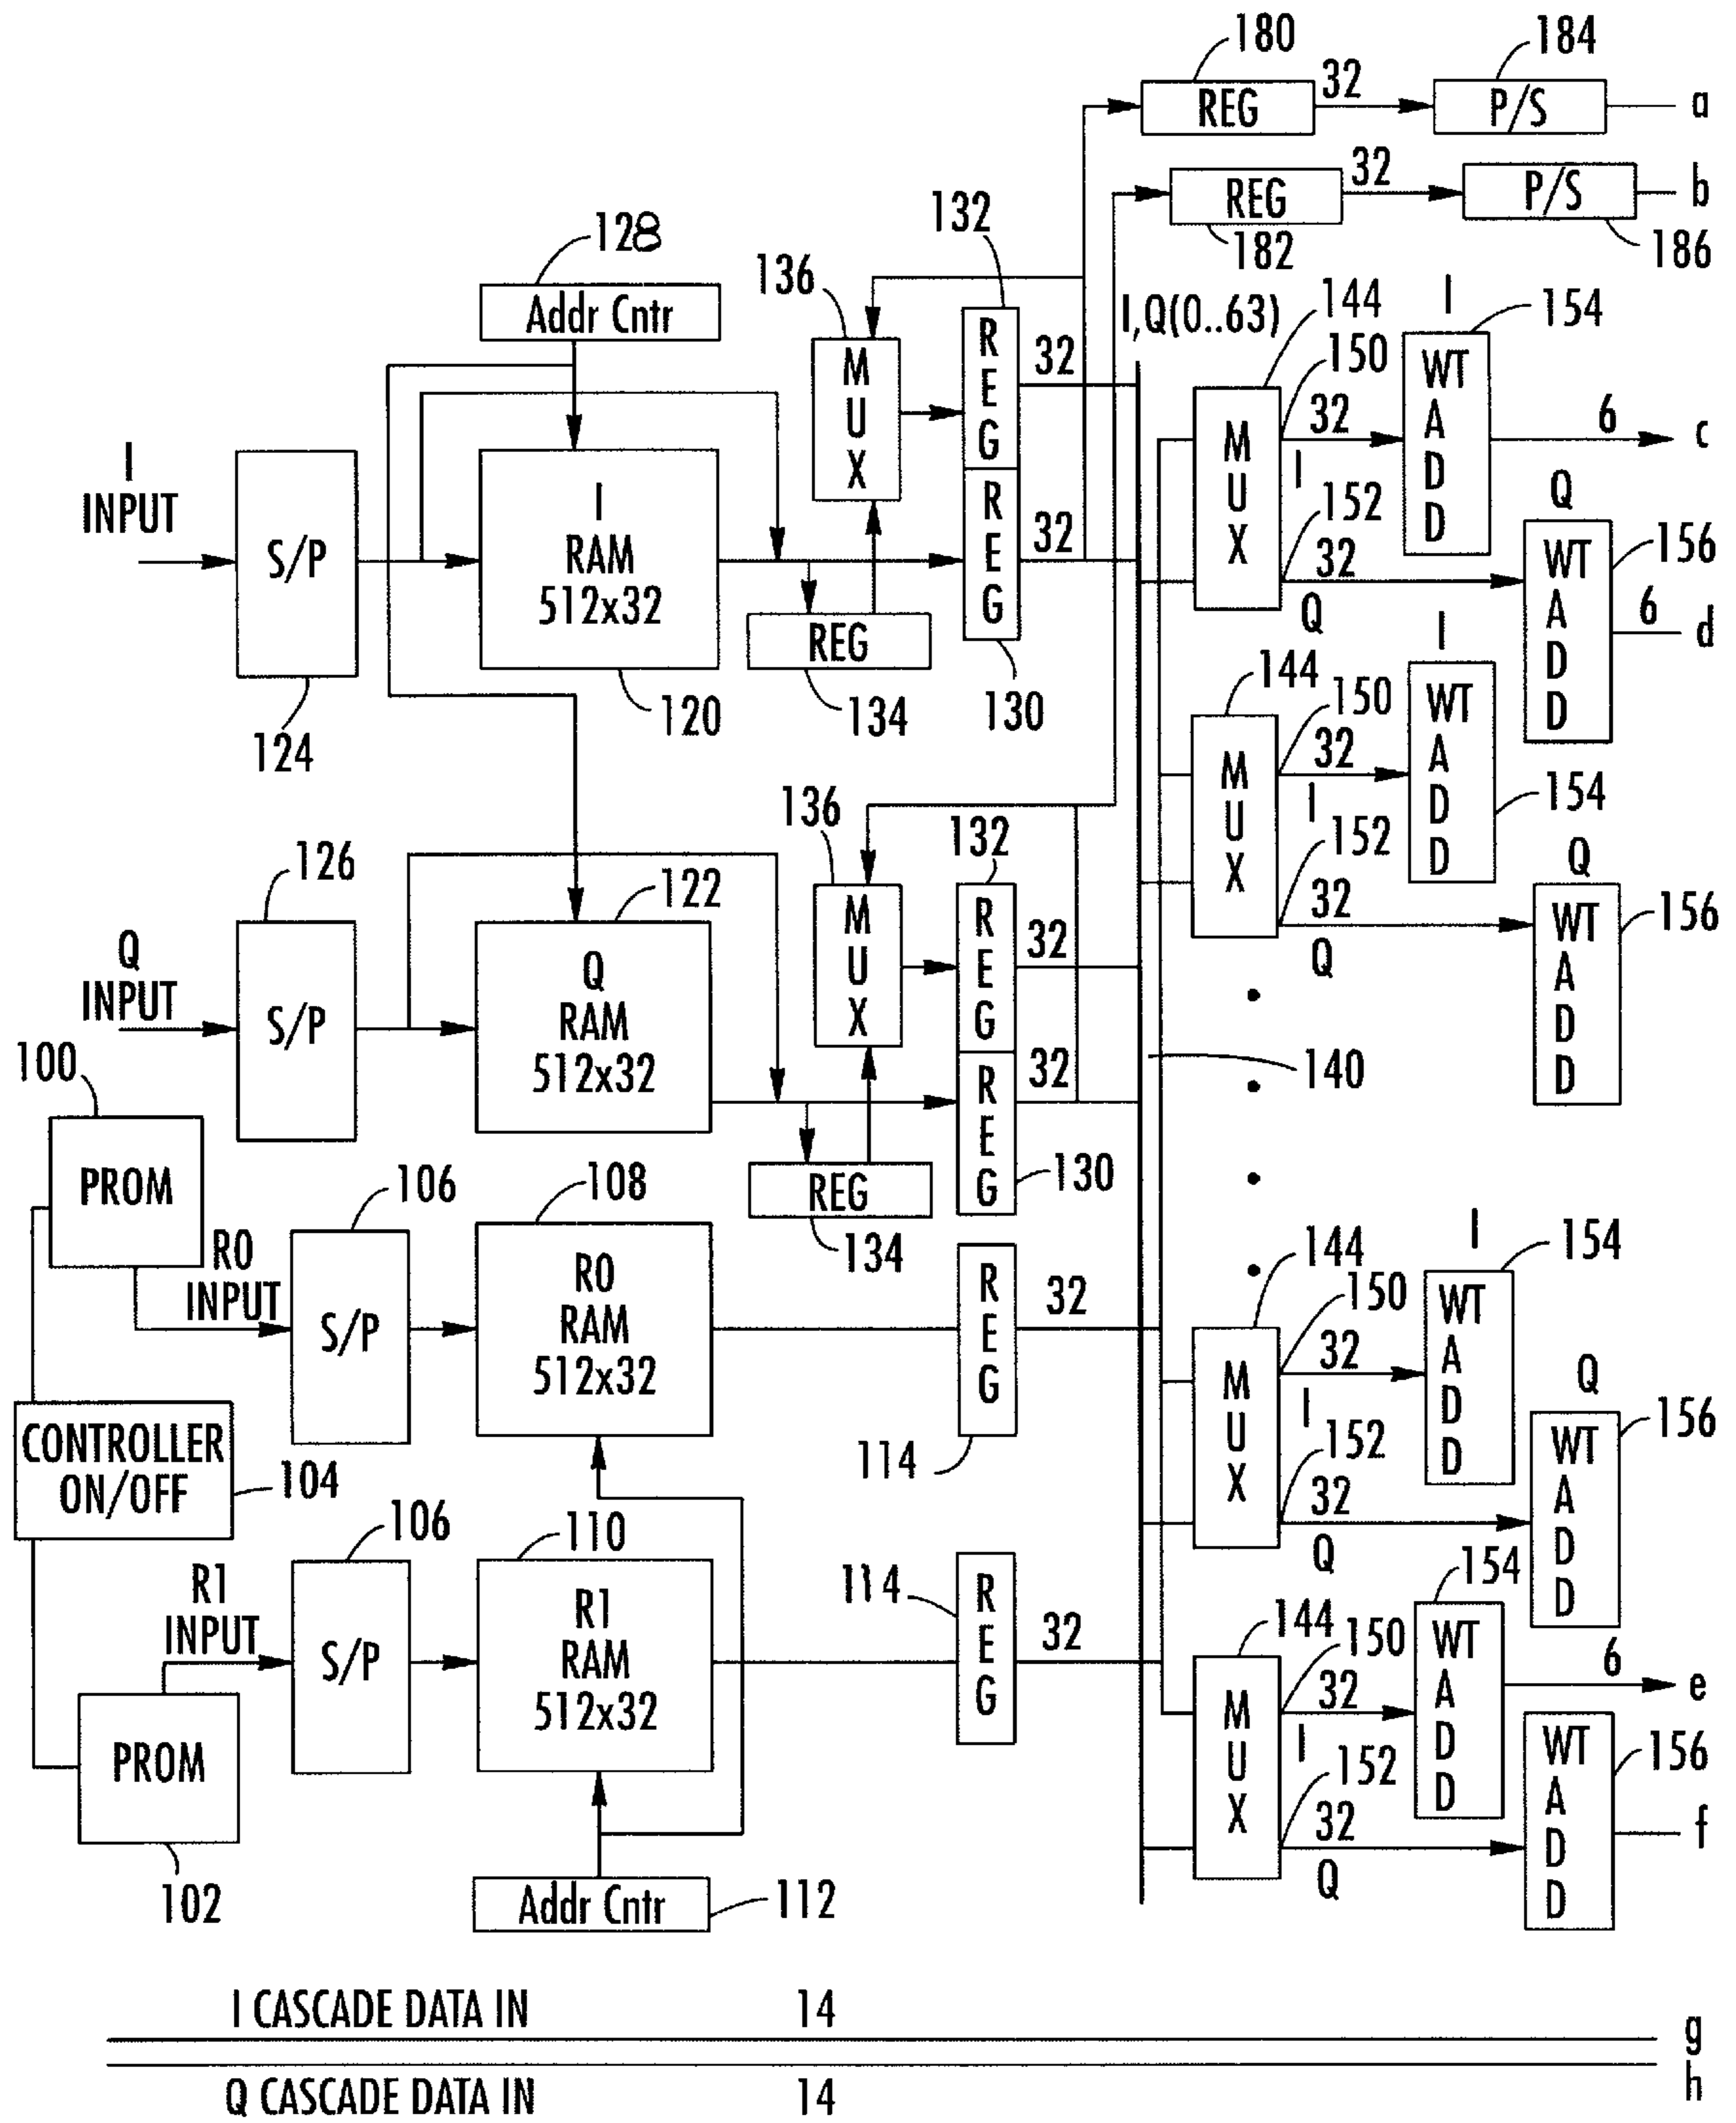 180
184
REG
32
P/S
a
REG
32
P/S
b
182
186
128
Addr Cntr
132
136
MUX
REG
32
REG
32
130
I,Q(0..63)
144
150
I
154
MUX
32
I
WT ADD
6
c
152
32
Q
Q
156
WT ADD
6
d
I
INPUT
S/P
124
I
RAM
512x32
120
REG
134
144
150
I
MUX
32
I
WT ADD
154
152
32
Q
Q
156
WT ADD
126
Q
INPUT
S/P
122
Q
RAM
512x32
136
MUX
132
REG
32
REG
32
130
REG
134
140
100
PROM
R0
INPUT
106
S/P
108
R0
RAM
512x32
REG
32
114
CONTROLLER
ON/OFF
104
144
150
I
154
MUX
32
I
WT ADD
152
32
Q
Q
156
WT ADD
R1
INPUT
106
S/P
110
R1
RAM
512x32
114
REG
32
PROM
102
Addr Cntr
112
144
150
154
MUX
32
I
WT ADD
6
e
152
32
Q
156
WT ADD
f
I CASCADE DATA IN 14
g
h
Q CASCADE DATA IN 14